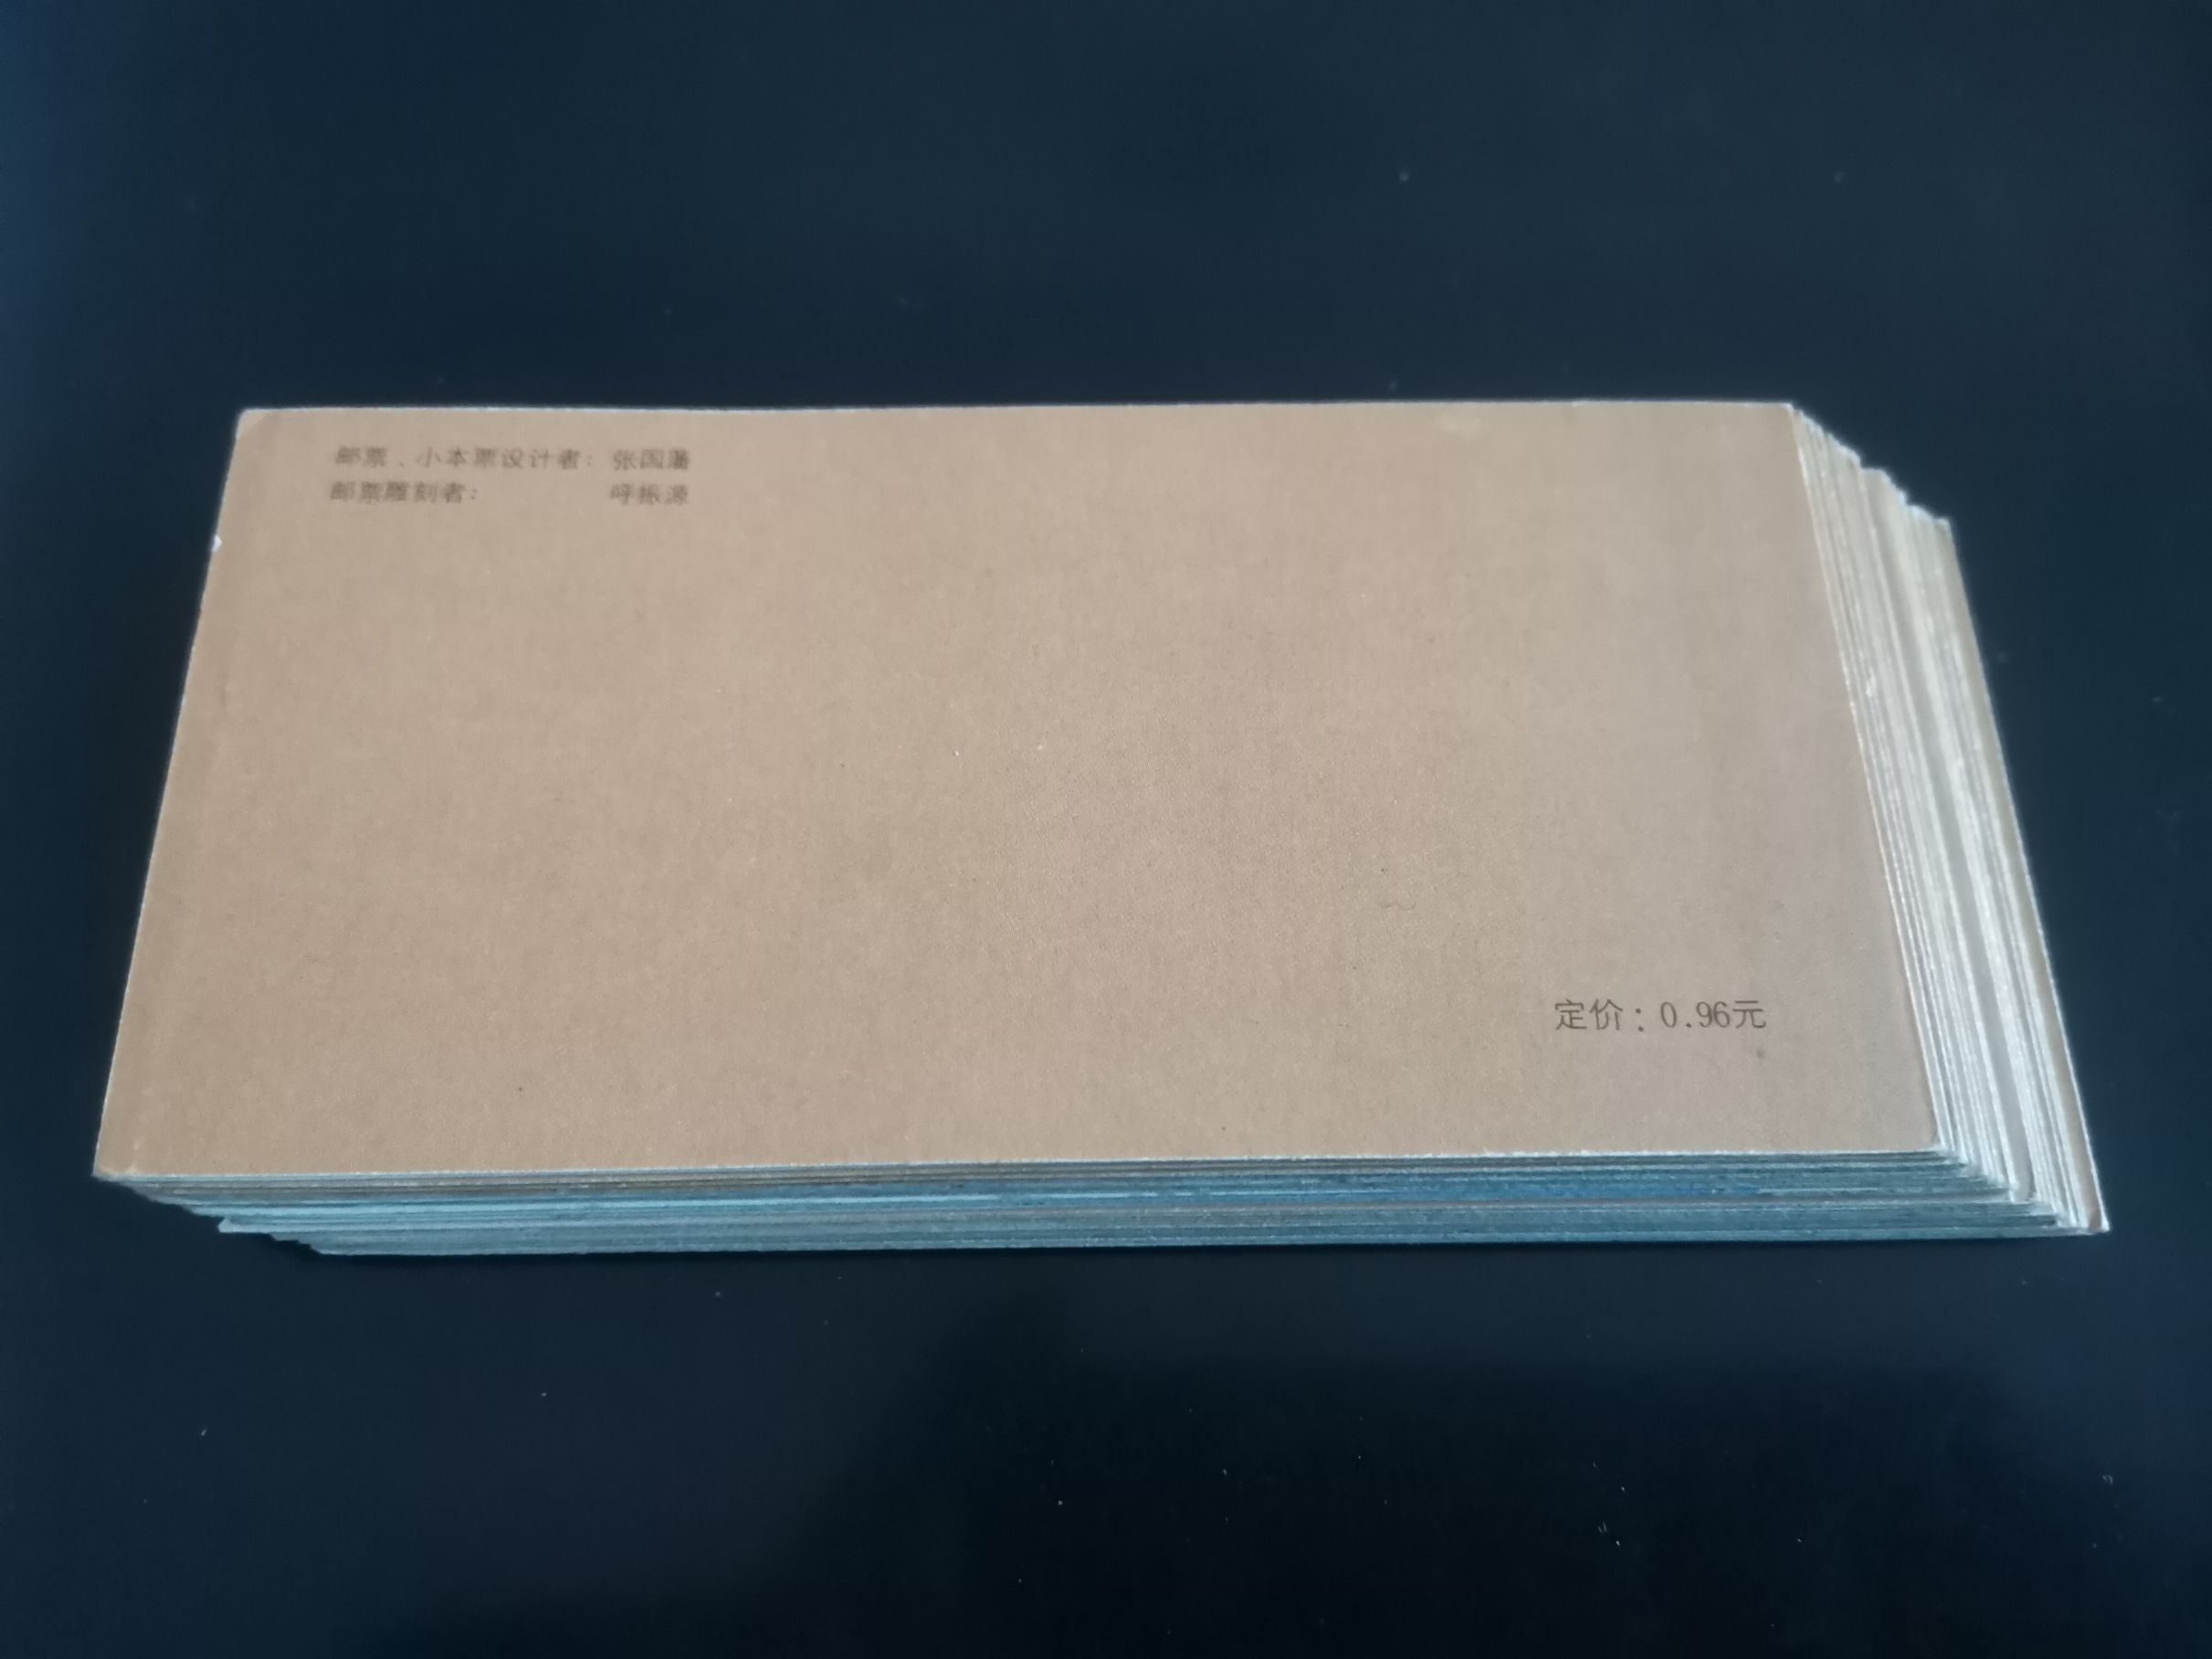 邮票、小本票设计者：张国藩
邮票雕刻者：呼振源
定价：0.96元